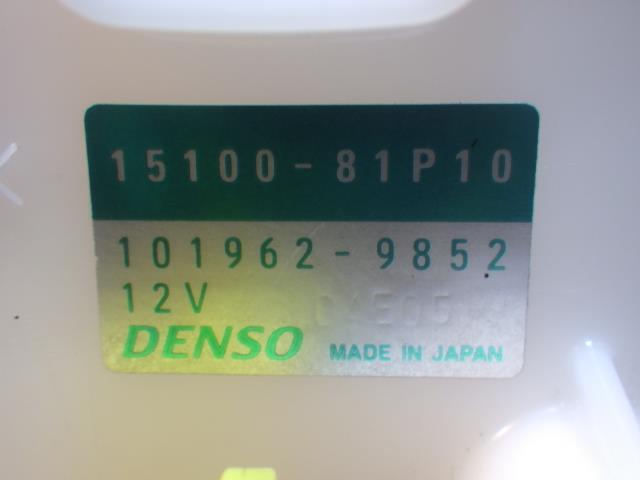 15100-81P10
101962-9852
12V
DENSO MADE IN JAPAN